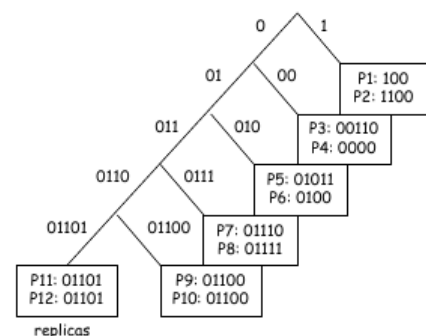 0 1
01 00
P1: 100
P2: 1100
011 010
P3: 00110
P4: 0000
0110 0111
P5: 01011
P6: 0100
01101 01100
P7: 01110
P8: 01111
P11: 01101
P12: 01101
P9: 01100
P10: 01100
replicas